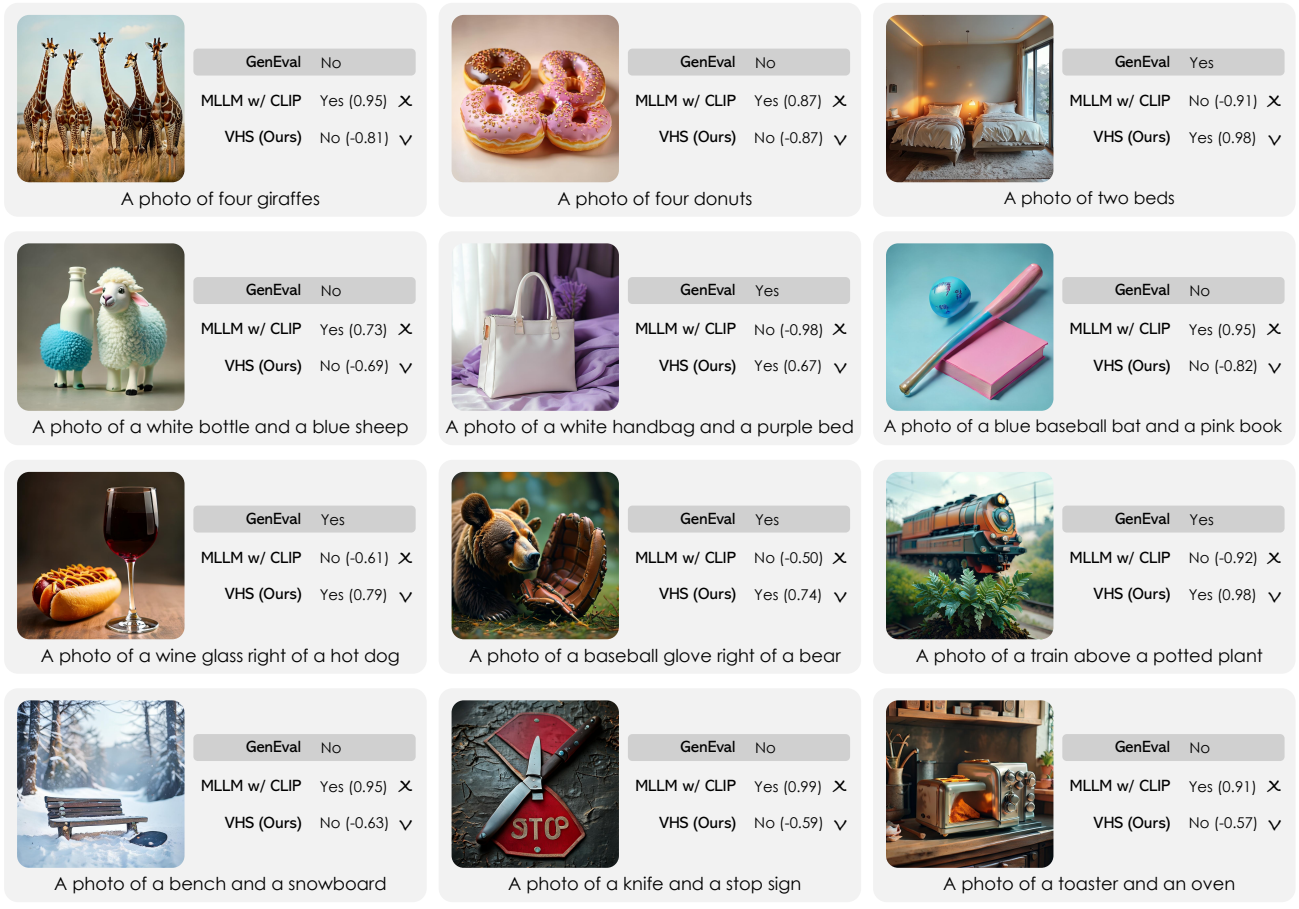 GenEval No
MLLM w/ CLIP Yes (0.95) ✗
VHS (Ours) No (-0.81) ✓
A photo of four giraffes
GenEval No
MLLM w/ CLIP Yes (0.87) ✗
VHS (Ours) No (-0.87) ✓
A photo of four donuts
GenEval Yes
MLLM w/ CLIP No (-0.91) ✗
VHS (Ours) Yes (0.98) ✓
A photo of two beds
GenEval No
MLLM w/ CLIP Yes (0.73) ✗
VHS (Ours) No (-0.69) ✓
A photo of a white bottle and a blue sheep
GenEval Yes
MLLM w/ CLIP No (-0.98) ✗
VHS (Ours) Yes (0.67) ✓
A photo of a white handbag and a purple bed
GenEval No
MLLM w/ CLIP Yes (0.95) ✗
VHS (Ours) No (-0.82) ✓
A photo of a blue baseball bat and a pink book
GenEval Yes
MLLM w/ CLIP No (-0.61) ✗
VHS (Ours) Yes (0.79) ✓
A photo of a wine glass right of a hot dog
GenEval Yes
MLLM w/ CLIP No (-0.50) ✗
VHS (Ours) Yes (0.74) ✓
A photo of a baseball glove right of a bear
GenEval Yes
MLLM w/ CLIP No (-0.92) ✗
VHS (Ours) Yes (0.98) ✓
A photo of a train above a potted plant
GenEval No
MLLM w/ CLIP Yes (0.95) ✗
VHS (Ours) No (-0.63) ✓
A photo of a bench and a snowboard
STOP
GenEval No
MLLM w/ CLIP Yes (0.99) ✗
VHS (Ours) No (-0.59) ✓
A photo of a knife and a stop sign
GenEval No
MLLM w/ CLIP Yes (0.91) ✗
VHS (Ours) No (-0.57) ✓
A photo of a toaster and an oven